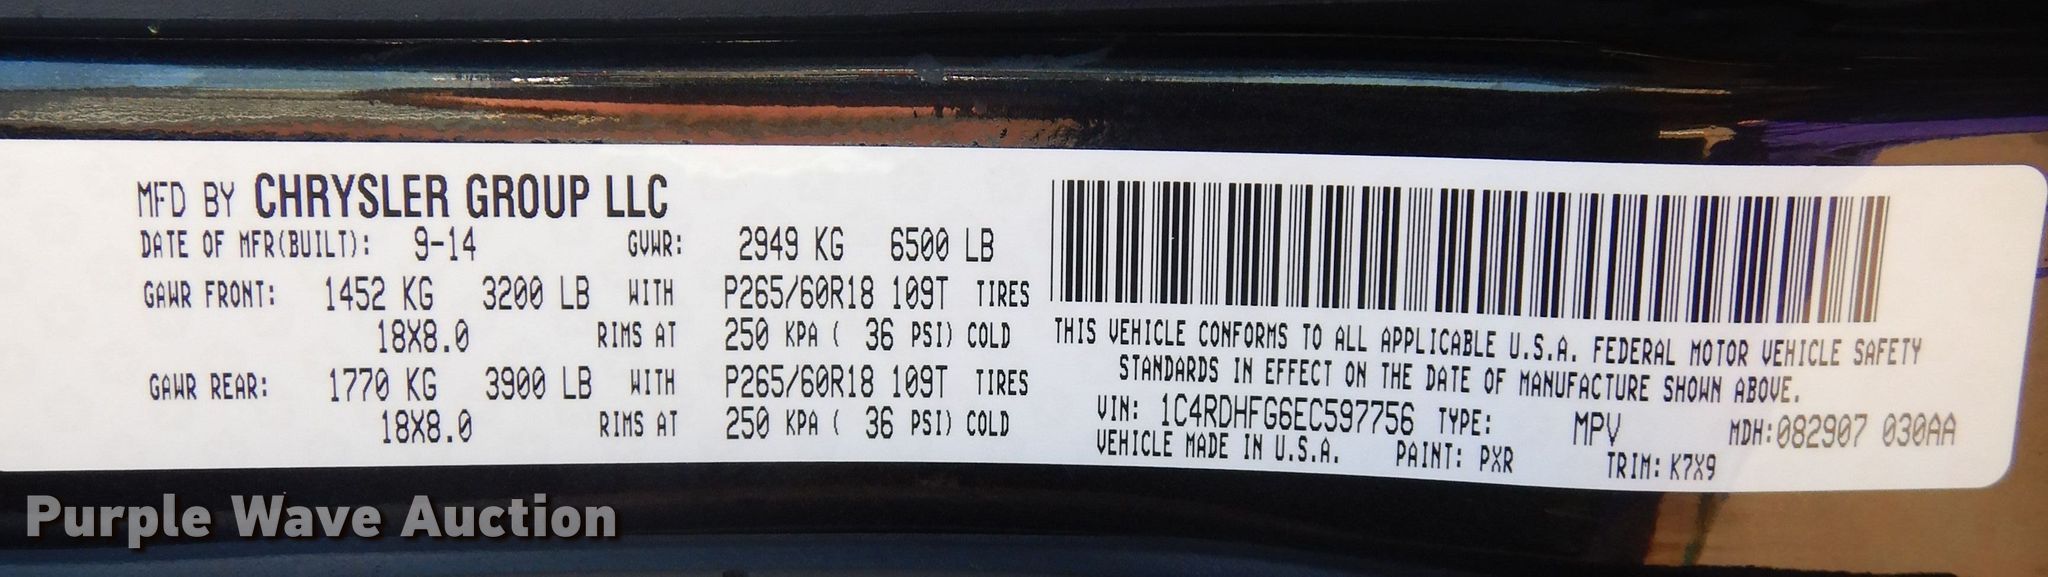 MFD BY CHRYSLER GROUP LLC
DATE OF MFR(BUILT): 9-14 GVWR: 2949 KG 6500 LB
GAWR FRONT: 1452 KG 3200 LB WITH P265/60R18 109T TIRES
18X8.0 RIMS AT 250 KPA ( 36 PSI) COLD
GAWR REAR: 1770 KG 3900 LB WITH P265/60R18 109T TIRES
18X8.0 RIMS AT 250 KPA ( 36 PSI) COLD
THIS VEHICLE CONFORMS TO ALL APPLICABLE U.S.A. FEDERAL MOTOR VEHICLE SAFETY
STANDARDS IN EFFECT ON THE DATE OF MANUFACTURE SHOWN ABOVE.
VIN: 1C4RDHFG6EC597756 TYPE: MPV MDH:082907 030AA
VEHICLE MADE IN U.S.A. PAINT: PXR TRIM: K7X9
Purple Wave Auction